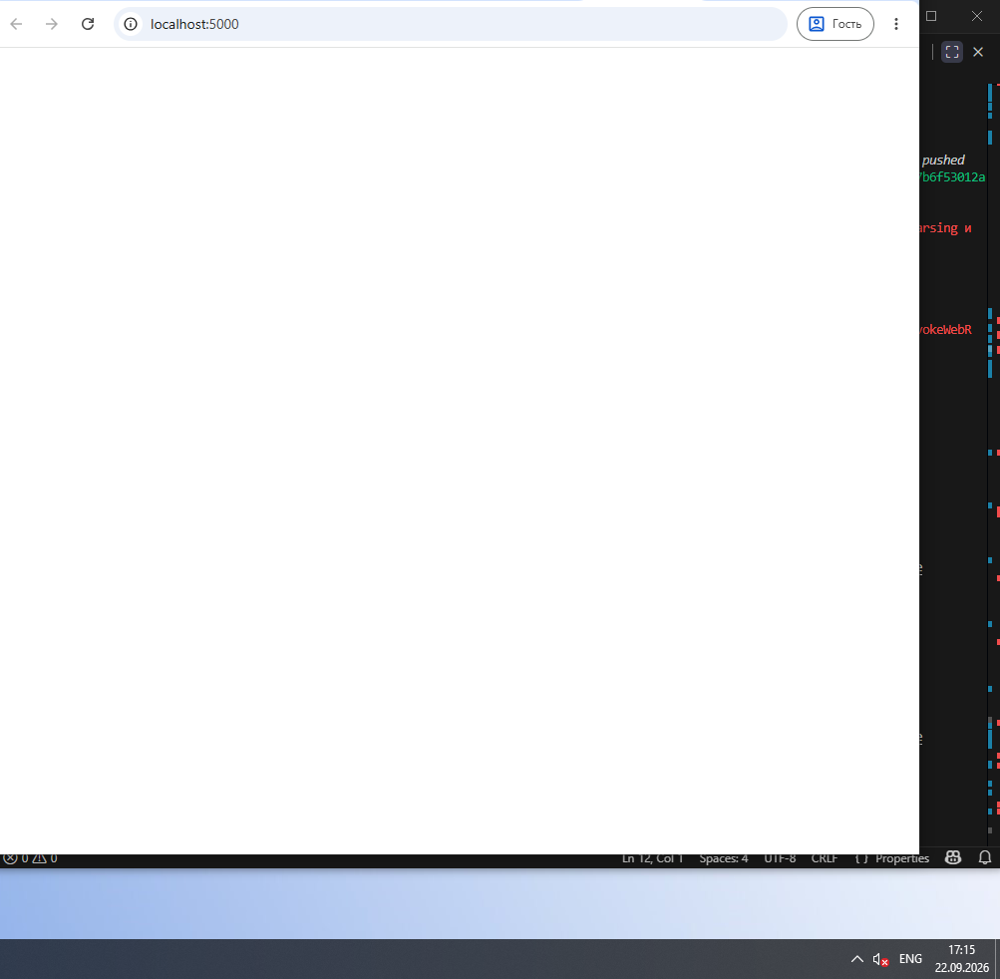 localhost:5000
Гость
pushed
7b6f53012a
arsing и
vokeWebR
0 0
Ln 12, Col 1 Spaces: 4 UTF-8 CRLF { } Properties
ENG
17:15
22.09.2026